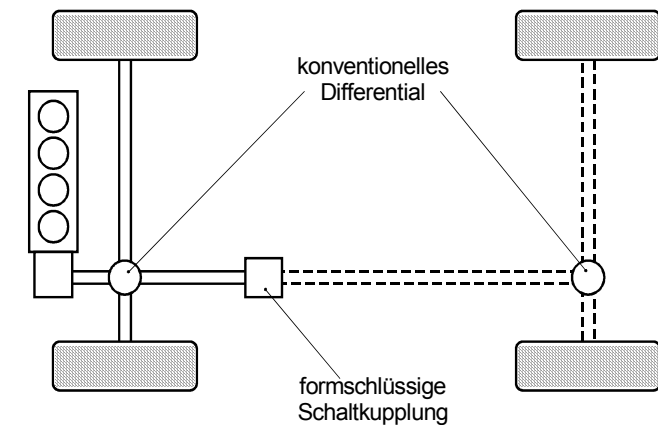 konventionelles
Differential
formschlüssige
Schaltkupplung